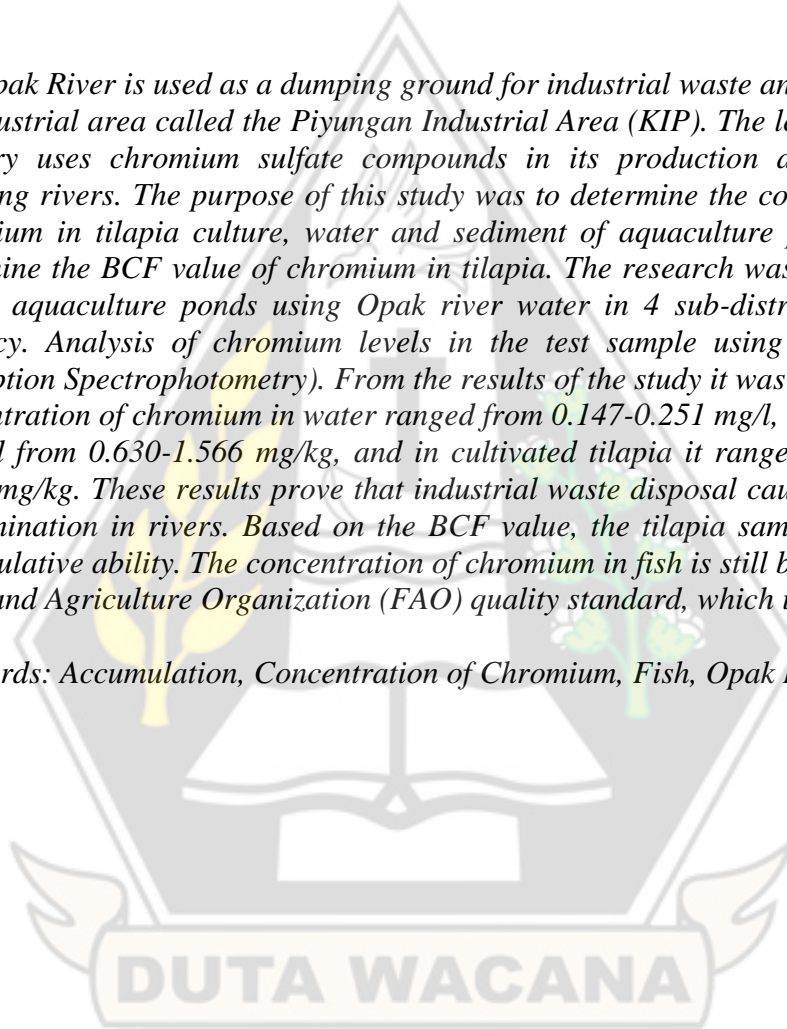 pak River is used as a dumping ground for industrial waste an
ustrial area called the Piyungan Industrial Area (KIP). The le
ry uses chromium sulfate compounds in its production a
ng rivers. The purpose of this study was to determine the co
ium in tilapia culture, water and sediment of aquaculture p
ine the BCF value of chromium in tilapia. The research was
aquaculture ponds using Opak river water in 4 sub-distr
cy. Analysis of chromium levels in the test sample using
ption Spectrophotometry). From the results of the study it was
ntration of chromium in water ranged from 0.147-0.251 mg/l,
d from 0.630-1.566 mg/kg, and in cultivated tilapia it range
mg/kg. These results prove that industrial waste disposal cau
mination in rivers. Based on the BCF value, the tilapia sam
ulative ability. The concentration of chromium in fish is still b
and Agriculture Organization (FAO) quality standard, which i
rds: Accumulation, Concentration of Chromium, Fish, Opak
DUTA WACANA